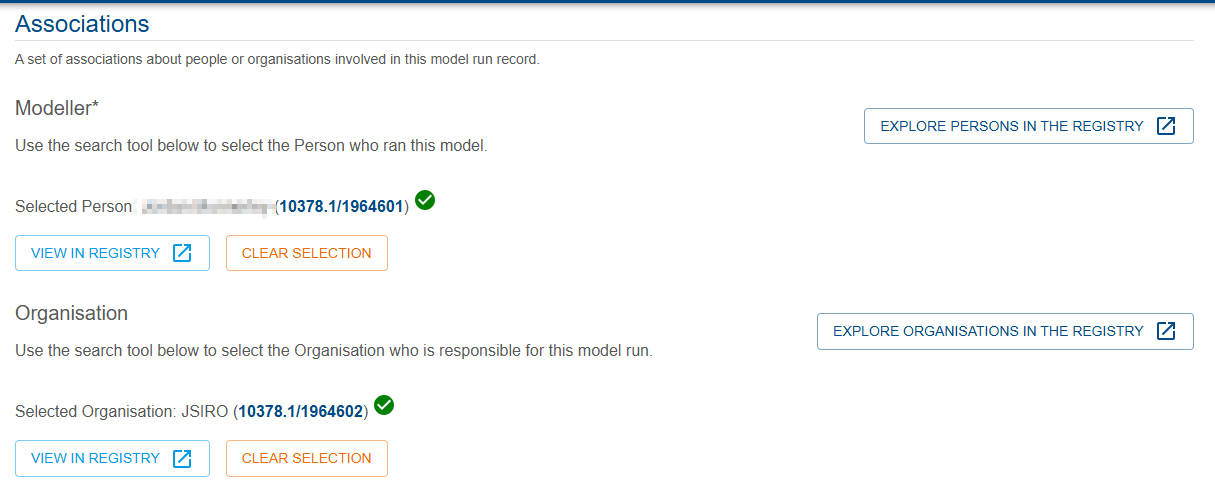 Associations
A set of associations about people or organisations involved in this model run record.
Modeller*
EXPLORE PERSONS IN THE REGISTRY
Use the search tool below to select the Person who ran this model.
Selected Person: (10378.1/1964601)
VIEW IN REGISTRY
CLEAR SELECTION
Organisation
EXPLORE ORGANISATIONS IN THE REGISTRY
Use the search tool below to select the Organisation who is responsible for this model run.
Selected Organisation: JSIRO (10378.1/1964602)
VIEW IN REGISTRY
CLEAR SELECTION